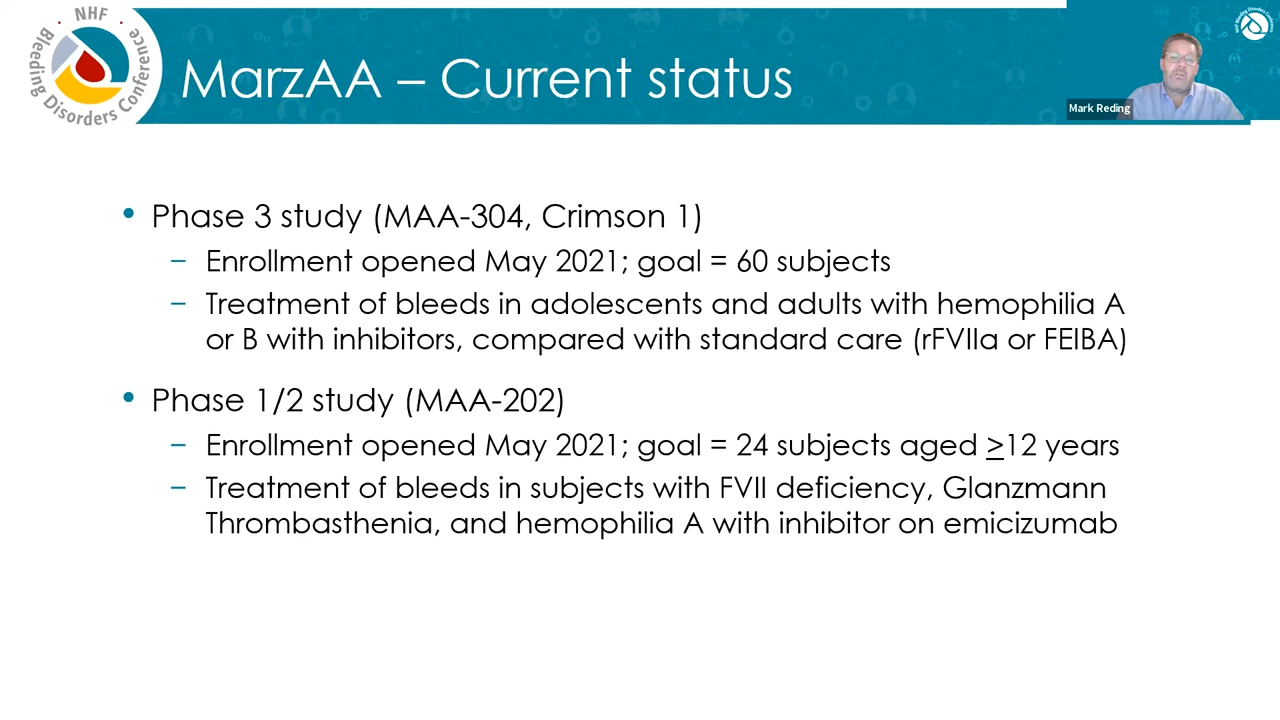 NHF
Bleeding Disorders Conference
MarzAA – Current status
Mark Reding
• Phase 3 study (MAA-304, Crimson 1)
– Enrollment opened May 2021; goal = 60 subjects
– Treatment of bleeds in adolescents and adults with hemophilia A
or B with inhibitors, compared with standard care (rFVIIa or FEIBA)
• Phase 1/2 study (MAA-202)
– Enrollment opened May 2021; goal = 24 subjects aged ≥12 years
– Treatment of bleeds in subjects with FVII deficiency, Glanzmann
Thrombasthenia, and hemophilia A with inhibitor on emicizumab